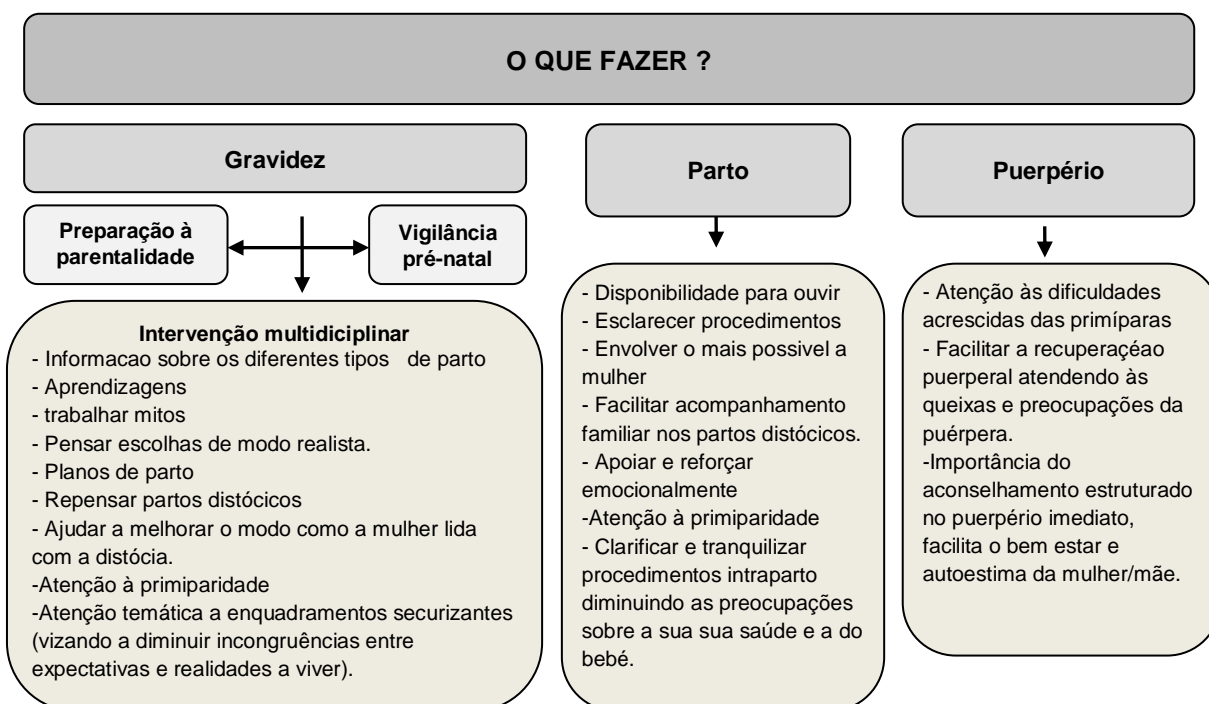 O QUE FAZER ?
Gravidez
Preparação à
parentalidade
Vigilância
pré-natal
Intervenção multidiciplinar
- Informacao sobre os diferentes tipos de parto
- Aprendizagens
- trabalhar mitos
- Pensar escolhas de modo realista.
- Planos de parto
- Repensar partos distócicos
- Ajudar a melhorar o modo como a mulher lida
com a distócia.
-Atenção à primiparidade
-Atenção temática a enquadramentos securizantes
(vizando a diminuir incongruências entre
expectativas e realidades a viver).
Parto
- Disponibilidade para ouvir
- Esclarecer procedimentos
- Envolver o mais possivel a
mulher
- Facilitar acompanhamento
familiar nos partos distócicos.
- Apoiar e reforçar
emocionalmente
-Atenção à primiparidade
- Clarificar e tranquilizar
procedimentos intraparto
diminuindo as preocupações
sobre a sua sua saúde e a do
bebé.
Puerpério
- Atenção às dificuldades
acrescidas das primíparas
- Facilitar a recuperaçéao
puerperal atendendo às
queixas e preocupações da
puérpera.
-Importância do
aconselhamento estruturado
no puerpério imediato,
facilita o bem estar e
autoestima da mulher/mãe.